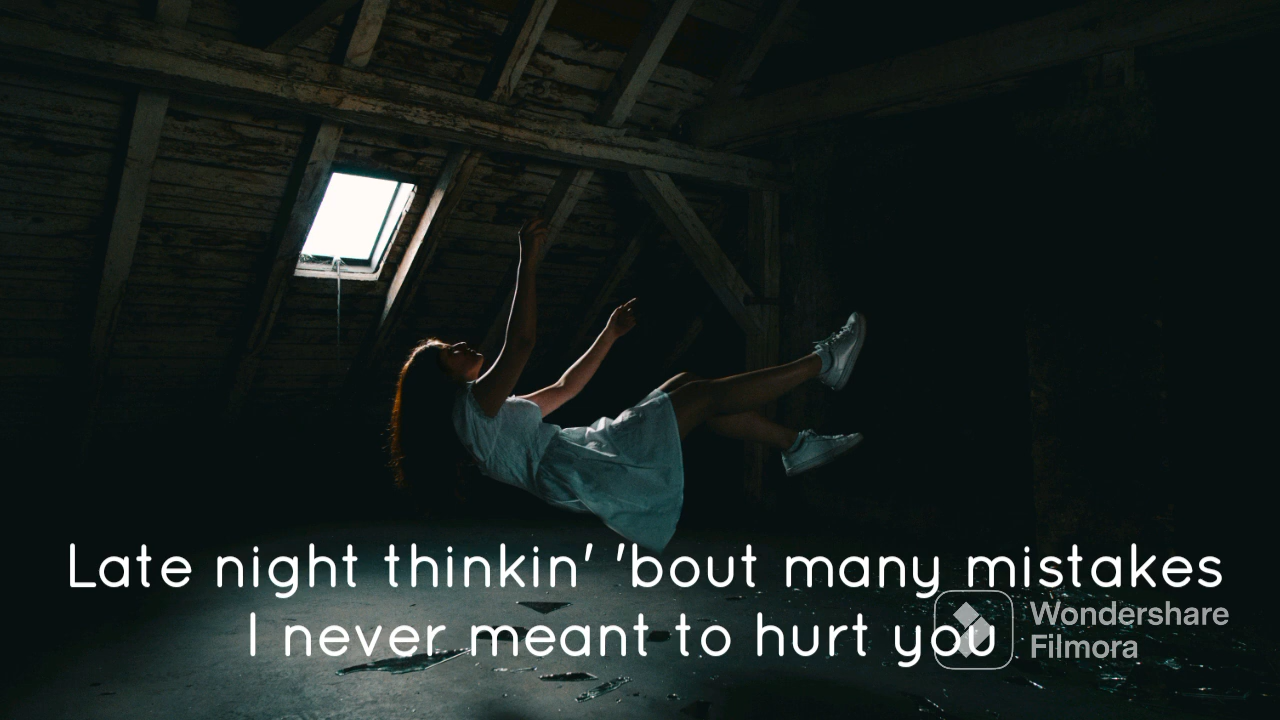 Late night thinkin' 'bout many mistakes
I never meant to hurt you
Wondershare
Filmora